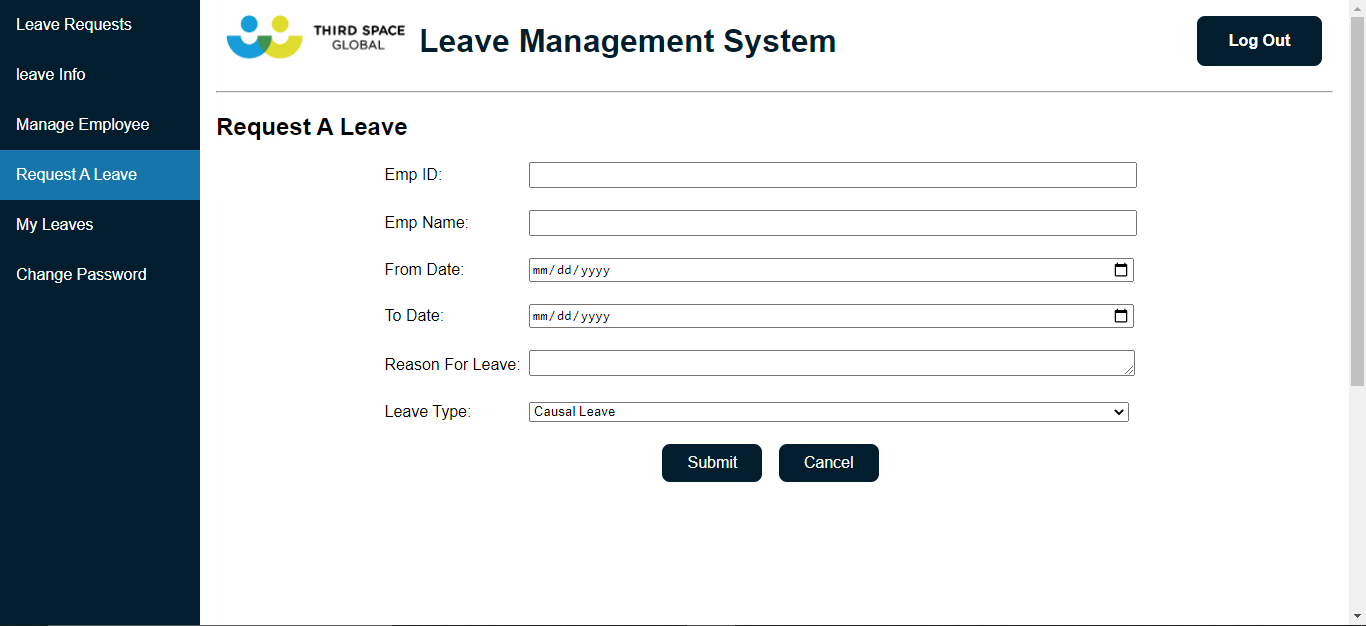 Leave Requests
leave Info
Manage Employee
Request A Leave
My Leaves
Change Password
THIRD SPACE
GLOBAL
Leave Management System
Log Out
Request A Leave
Emp ID:
Emp Name:
From Date: mm/dd/yyyy
To Date: mm/dd/yyyy
Reason For Leave:
Leave Type: Causal Leave
Submit Cancel